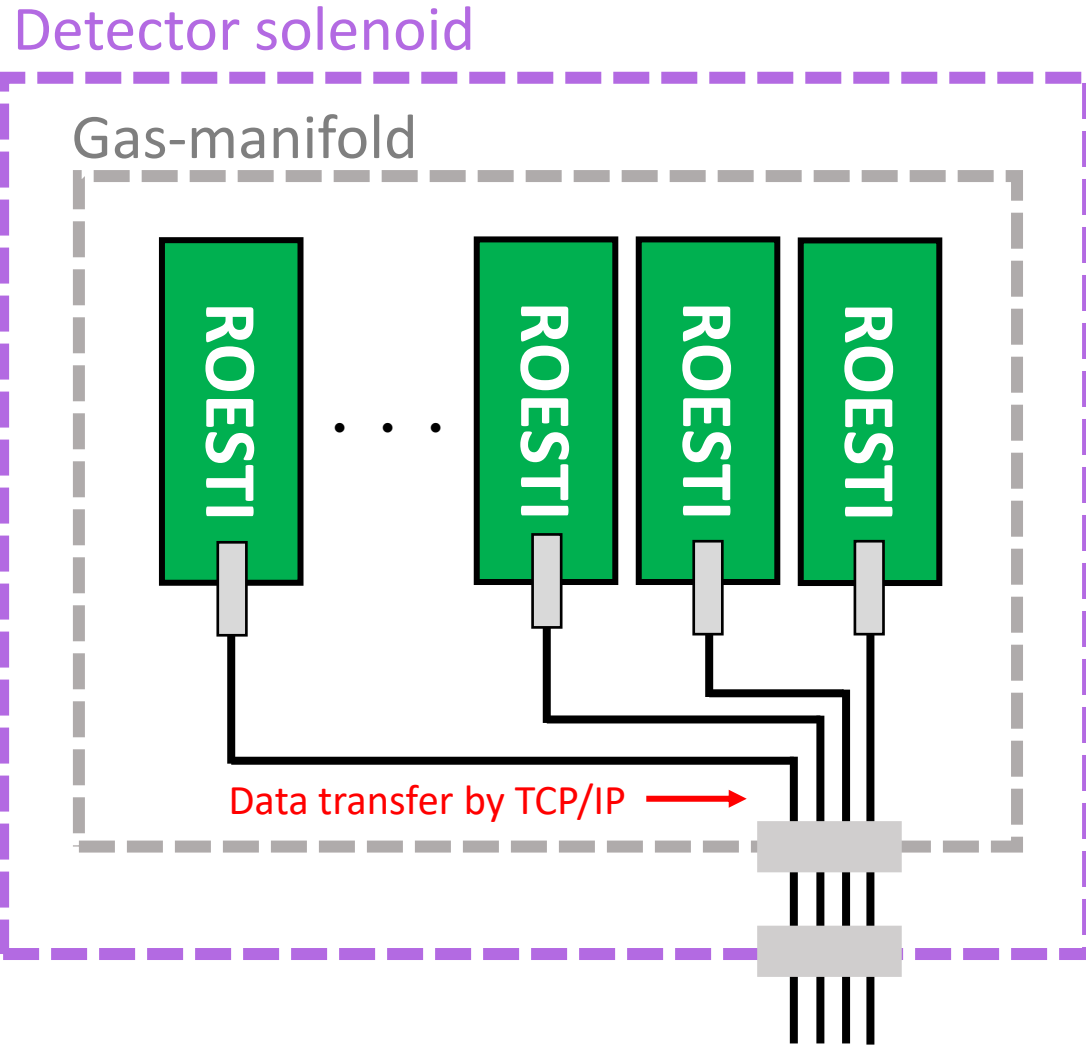 Detector solenoid
Gas-manifold
ROESTI
ROESTI
ROESTI
ROESTI
. . .
Data transfer by TCP/IP